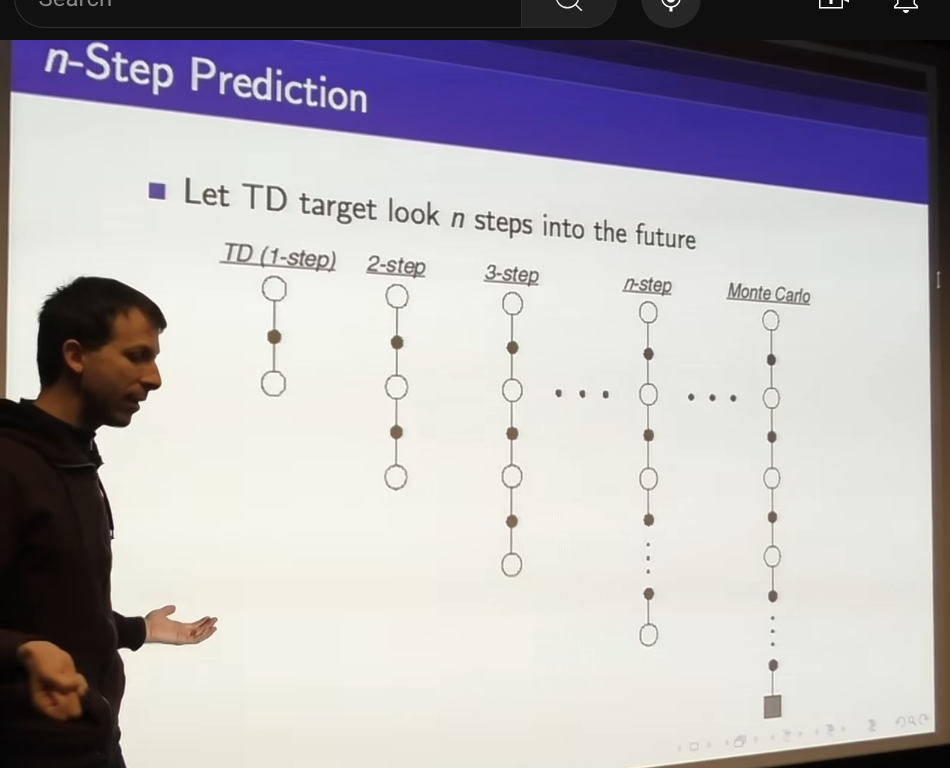 Search
n-Step Prediction
Let TD target look n steps into the future
TD (1-step) 2-step 3-step n-step Monte Carlo